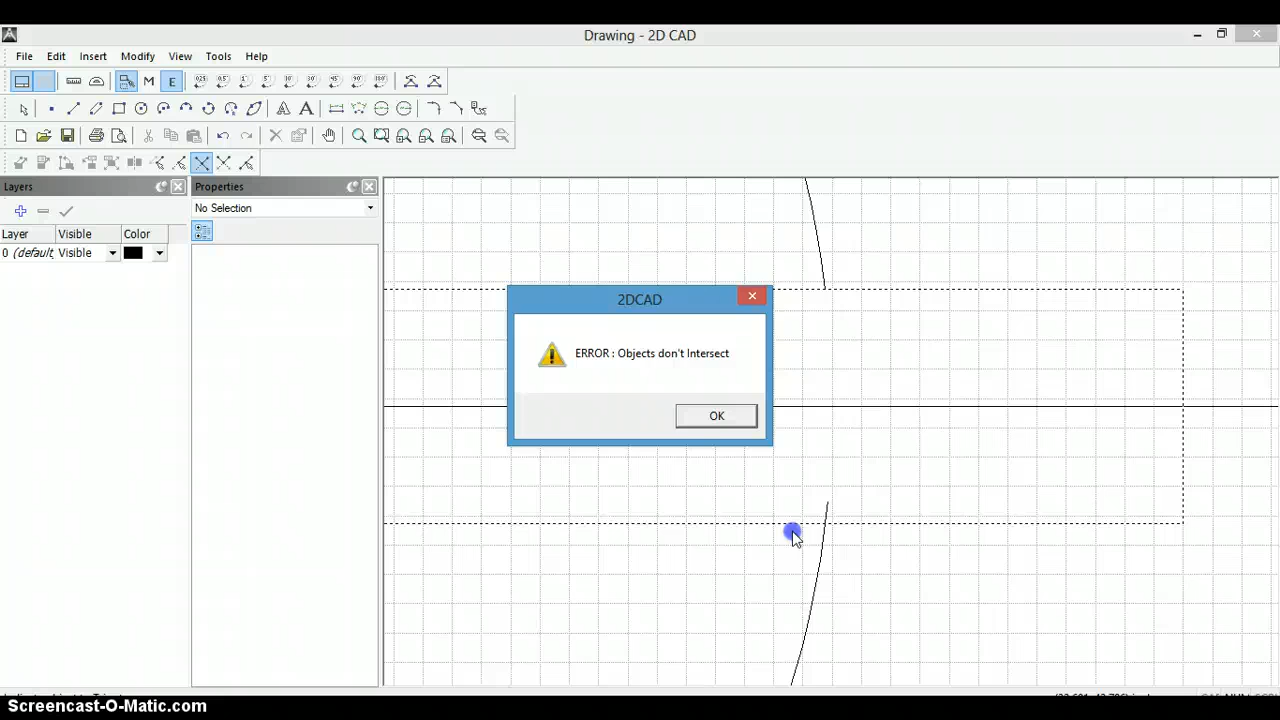 Drawing - 2D CAD
File Edit Insert Modify View Tools Help
M E
A A
Layers
Properties
No Selection
Layer Visible Color
0 (default, Visible
2DCAD
ERROR : Objects don't Intersect
OK
Screencast-O-Matic.com